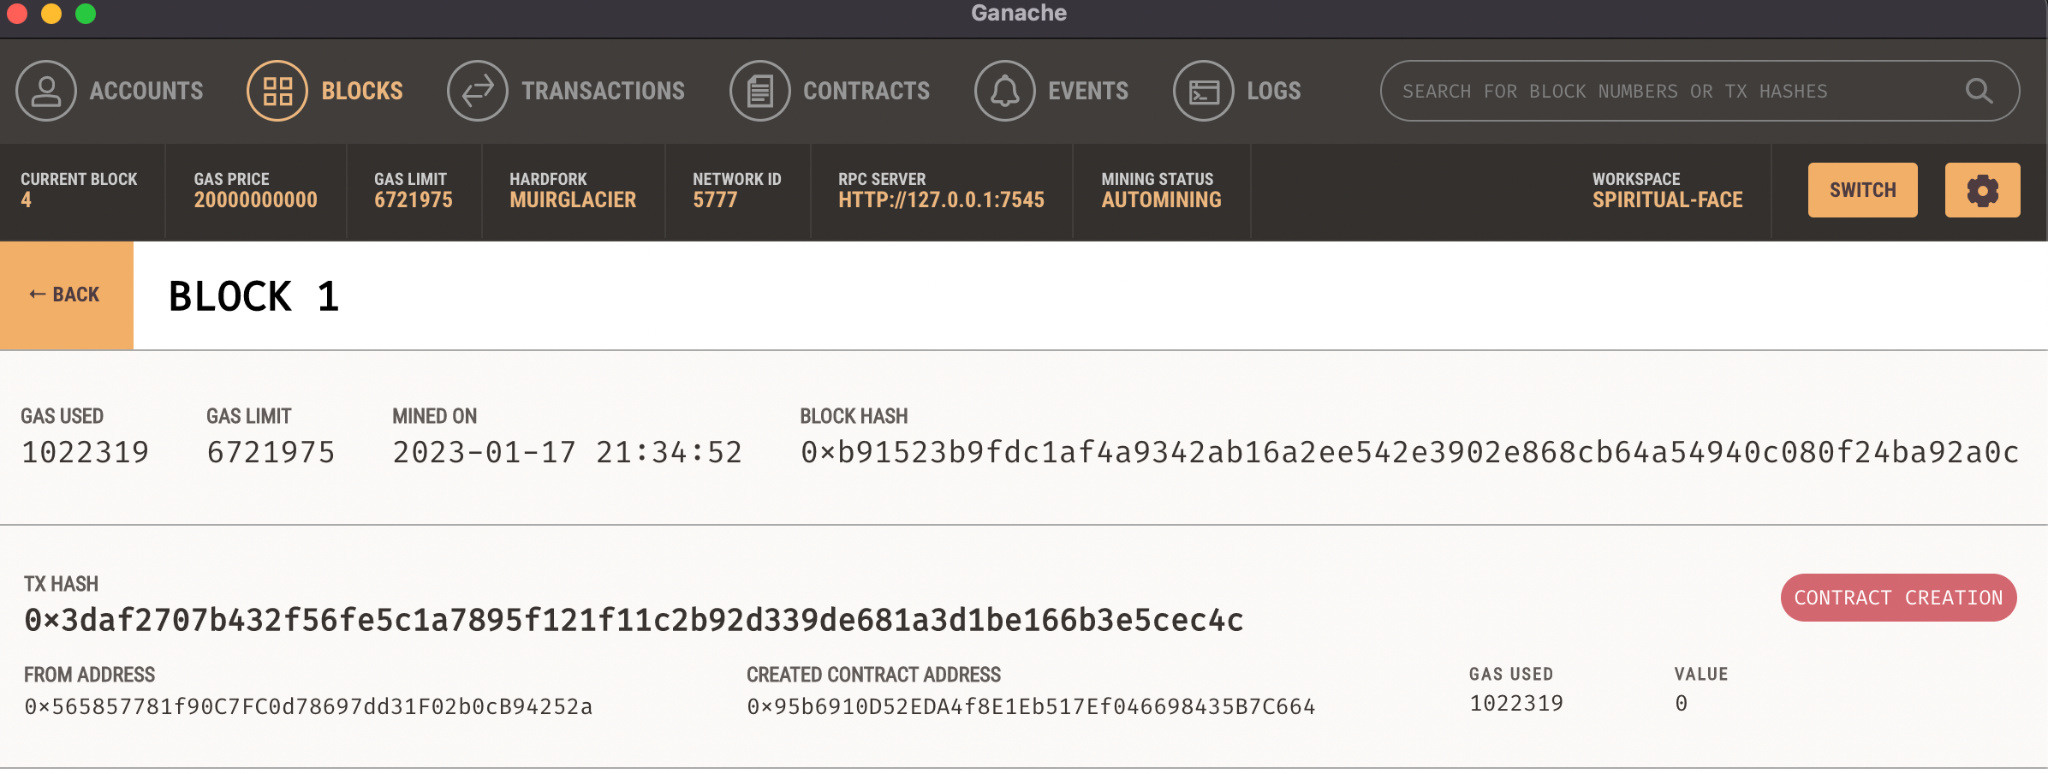 Ganache
ACCOUNTS BLOCKS TRANSACTIONS CONTRACTS EVENTS LOGS SEARCH FOR BLOCK NUMBERS OR TX HASHES
CURRENT BLOCK GAS PRICE GAS LIMIT HARDFORK NETWORK ID RPC SERVER MINING STATUS WORKSPACE
4 20000000000 6721975 MUIRGLACIER 5777 HTTP://127.0.0.1:7545 AUTOMINING SPIRITUAL-FACE SWITCH
← BACK BLOCK 1
GAS USED GAS LIMIT MINED ON BLOCK HASH
1022319 6721975 2023-01-17 21:34:52 0×b91523b9fdc1af4a9342ab16a2ee542e3902e868cb64a54940c080f24ba92a0c
TX HASH
0×3daf2707b432f56fe5c1a7895f121f11c2b92d339de681a3d1be166b3e5cec4c CONTRACT CREATION
FROM ADDRESS CREATED CONTRACT ADDRESS GAS USED VALUE
0×565857781f90C7FC0d78697dd31F02b0cB94252a 0×95b6910D52EDA4f8E1Eb517Ef046698435B7C664 1022319 0